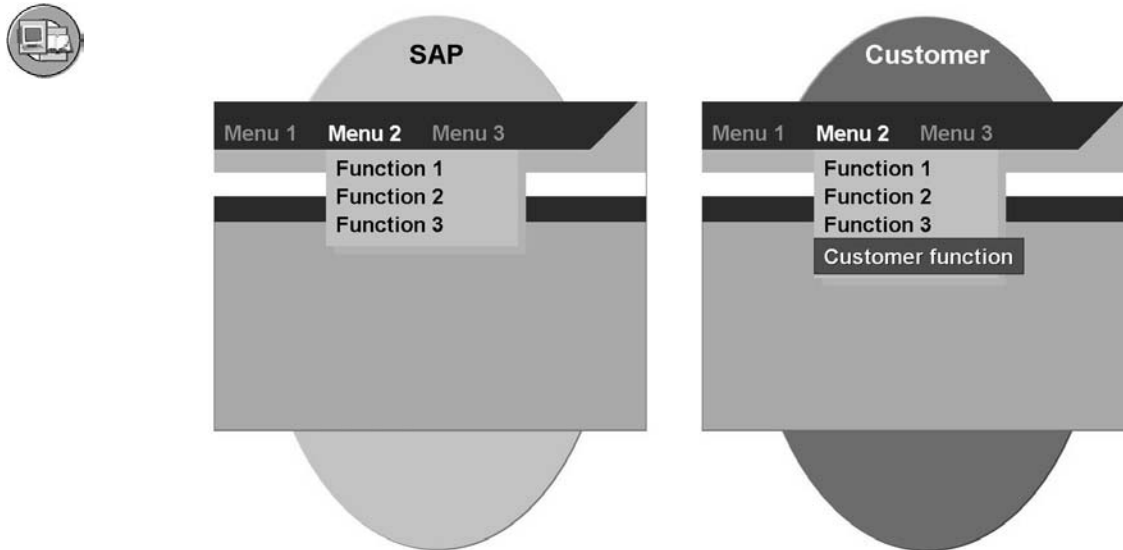 SAP
Menu 1 Menu 2 Menu 3
Function 1
Function 2
Function 3
Customer
Menu 1 Menu 2 Menu 3
Function 1
Function 2
Function 3
Customer function